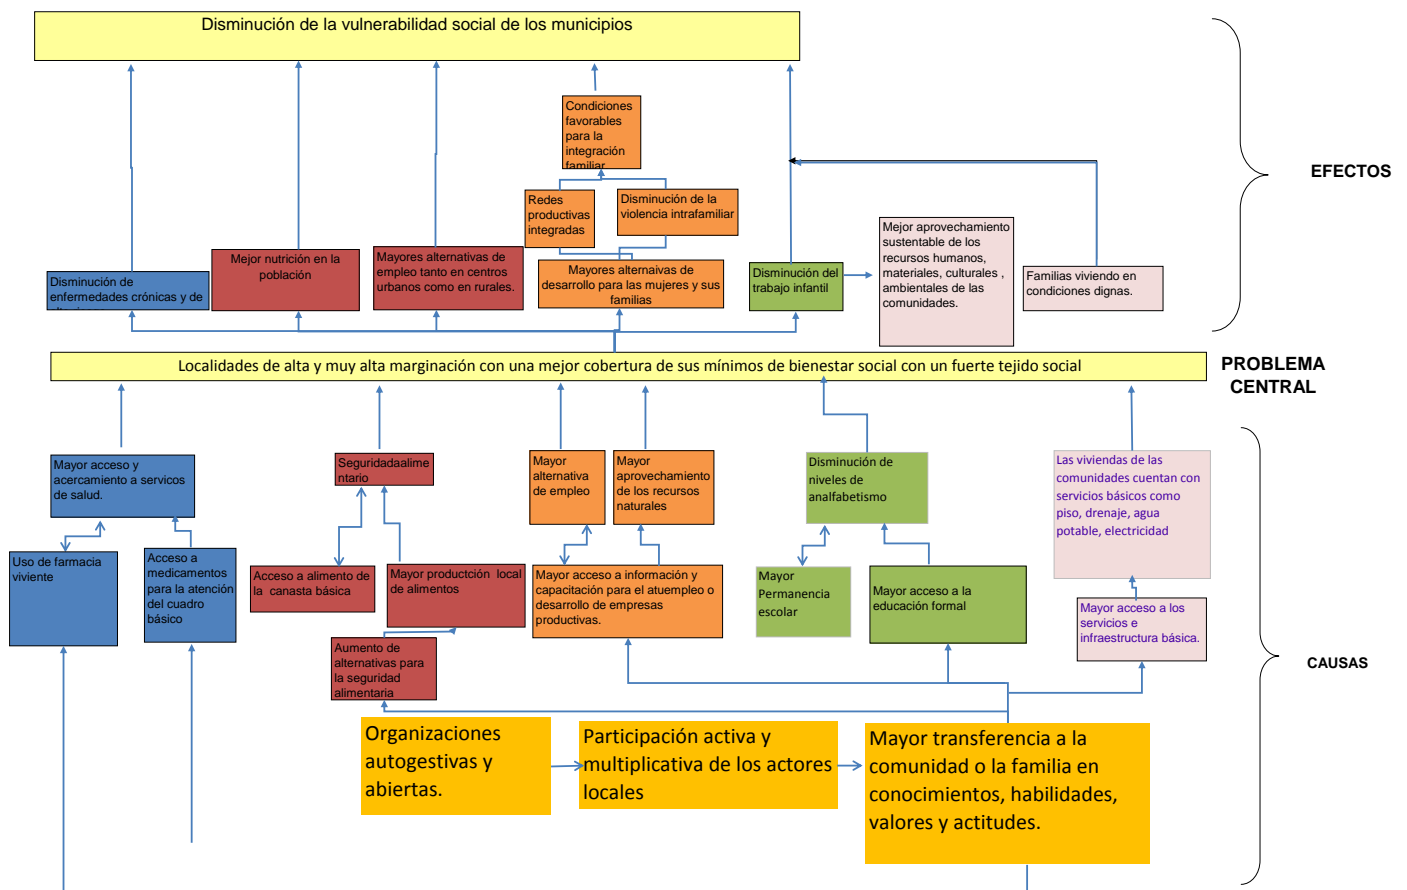 Disminución de la vulnerabilidad social de los municipios
Condiciones
favorables
para la
integración
familiar
EFECTOS
Redes
productivas
integradas
Disminución de la
violencia intrafamiliar
Mejor aprovechamiento
sustentable de los
recursos humanos,
materiales, culturales ,
ambientales de las
comunidades.
Mejor nutrición en la
población
Mayores alternativas de
empleo tanto en centros
urbanos como en rurales.
Mayores alternaivas de
desarrollo para las mujeres y sus
familias
Disminución del
trabajo infantil
Familias viviendo en
condiciones dignas.
Disminución de
enfermedades crónicas y de
Localidades de alta y muy alta marginación con una mejor cobertura de sus mínimos de bienestar social con un fuerte tejido social
PROBLEMA
CENTRAL
Mayor acceso y
acercamiento a servicos
de salud.
Seguridadaalime
ntario
Mayor
alternativa
de empleo
Mayor
aprovechamiento
de los recursos
naturales
Disminución de
niveles de
analfabetismo
Las viviendas de las
comunidades cuentan con
servicios básicos como
piso, drenaje, agua
potable, electricidad
Uso de farmacia
viviente
Acceso a
medicamentos
para la atención
del cuadro
básico
Acceso a alimento de
la  canasta básica
Mayor productción  local
de alimentos
Mayor acceso a información y
capacitación para el atuempleo o
desarrollo de empresas
productivas.
Mayor
Permanencia
escolar
Mayor acceso a la
educación formal
Mayor acceso a los
servicios e
infraestructura básica.
Aumento de
alternativas para
la seguridad
alimentaria
CAUSAS
Organizaciones
autogestivas y
abiertas.
Participación activa y
multiplicativa de los actores
locales
Mayor transferencia a la
comunidad o la familia en
conocimientos, habilidades,
valores y actitudes.